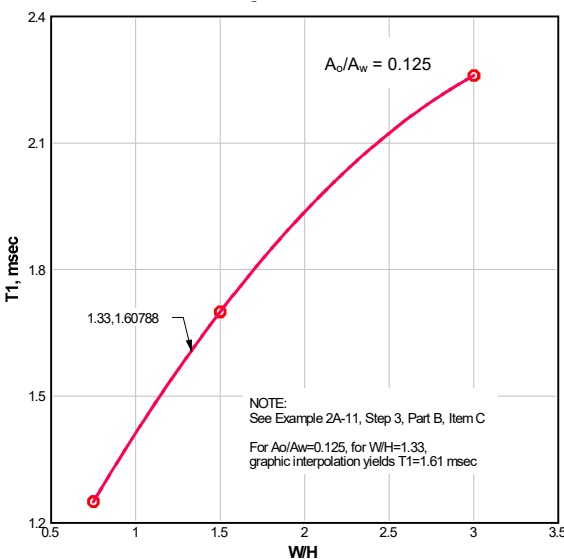 2.4
A₀/A_w = 0.125
2.1
T1, msec
1.8
1.33,1.60788
1.5
NOTE:
See Example 2A-11, Step 3, Part B, Item C
For Ao/Aw=0.125, for W/H=1.33,
graphic interpolation yields T1=1.61 msec
1.2
0.5 1 1.5 2 2.5 3 3.5
W/H